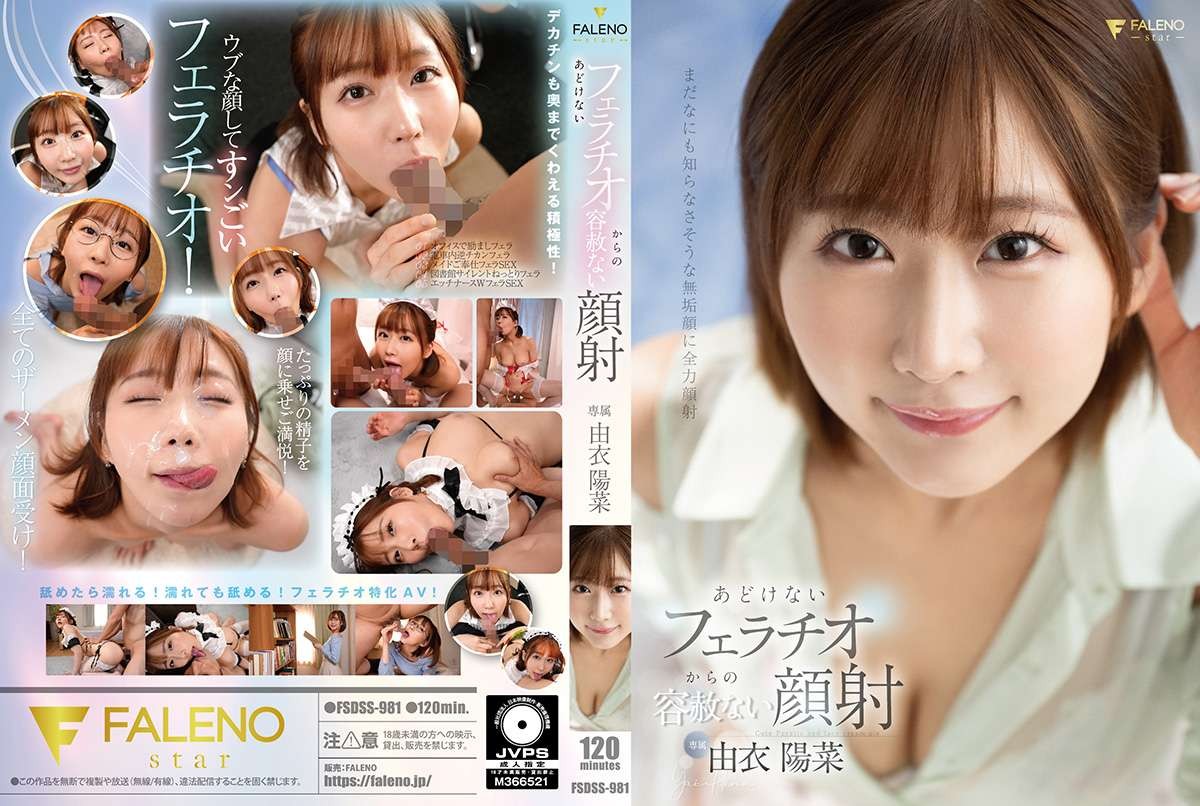 FALENO
star
まだなにも知らなさそうな無垢顔に全力顔射
あどけない
フェラチオ
からの
容赦ない顔射
専属
由衣 陽菜
FALENO
star
あどけない
フェラチオ
からの
容赦ない
顔射
専属
由衣 陽菜
120
minutes
FSDSS-981
デカチンも奥までくわえる積極性!
ウブな顔してすンごい
フェラチオ!
オフィスで励ましフェラ
車内逆チカンフェラ
メイドご奉仕フェラSEX
図書館サイレントねっとりフェラ
エッチナースWフェラSEX
たっぷりの精子を
顔に乗せご満悦!
全てのザーメン顔面受け!
舐めたら濡れる!濡れても舐める!フェラチオ特化AV!
FALENO
star
●この作品を無断で複製や放送(無線/有線)、違法配信することを固く禁じます。
●FSDSS-981 ●120min.
注意
18歳未満の方への映示、
貸出、販売を禁じます。
販売:FALENO
https://faleno.jp/
JVPS
成人指定
M366521